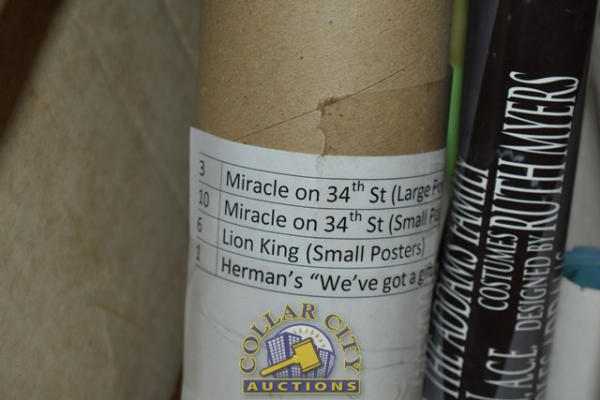 3 Miracle on 34th St (Large
10 Miracle on 34th St (Small
6 Lion King (Small Posters)
1 Herman's "We've got a
THE ADDAMS FAMILY
COSTUMES RUTH MYERS
DESIGNED BY
COLLAR CITY
AUCTIONS